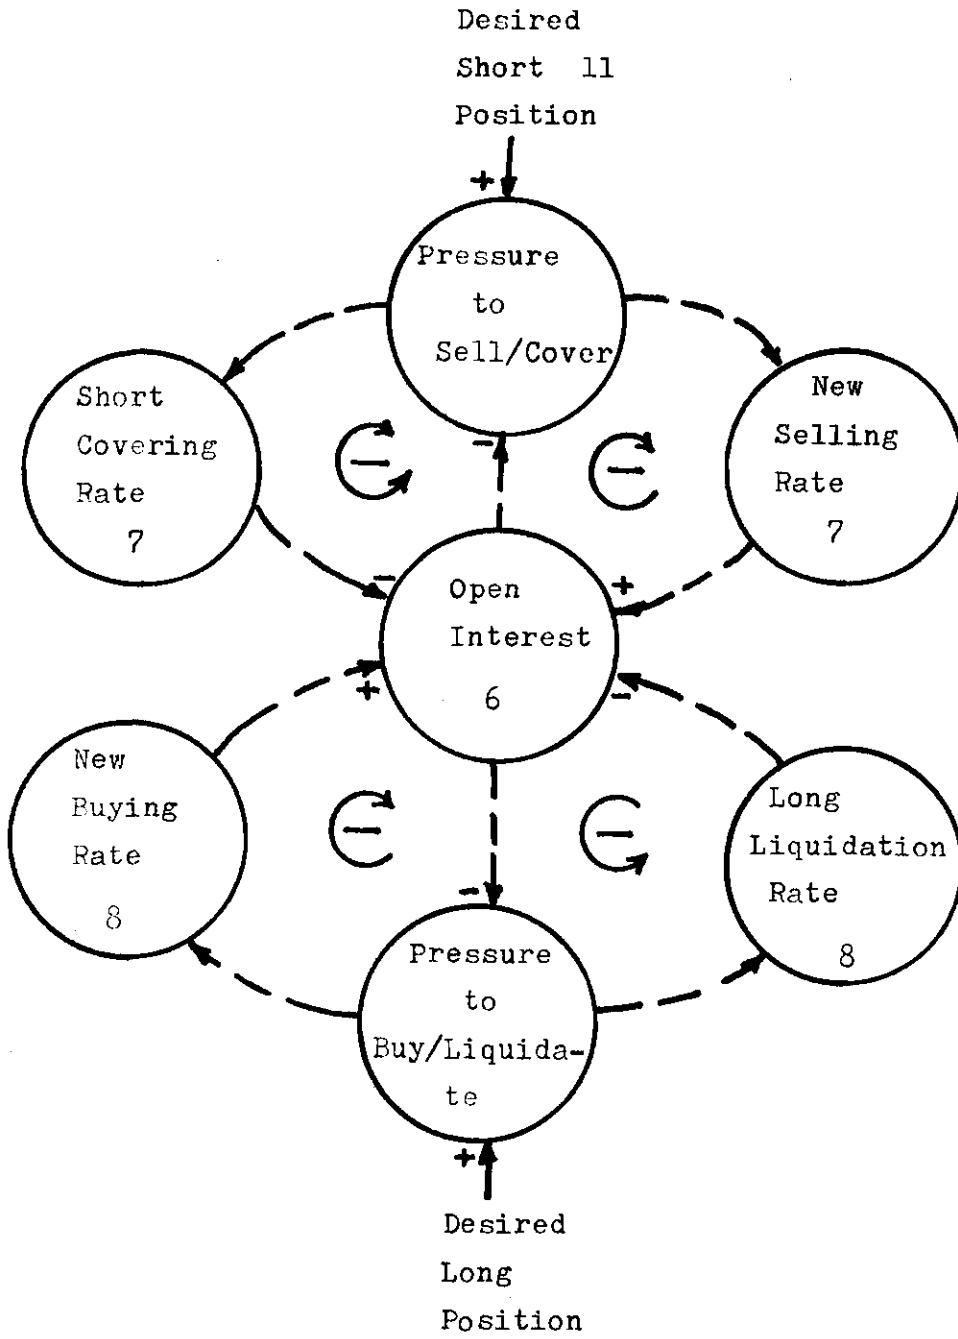 Desired
Short 11
Position
+
Pressure
to
Sell/Cover
-
Short
Covering
Rate
7
-
-
New
Selling
Rate
7
-
+
Open
Interest
6
+
-
New
Buying
Rate
8
-
-
Long
Liquidation
Rate
8
-
Pressure
to
Buy/Liquida-
te
+
Desired
Long
Position